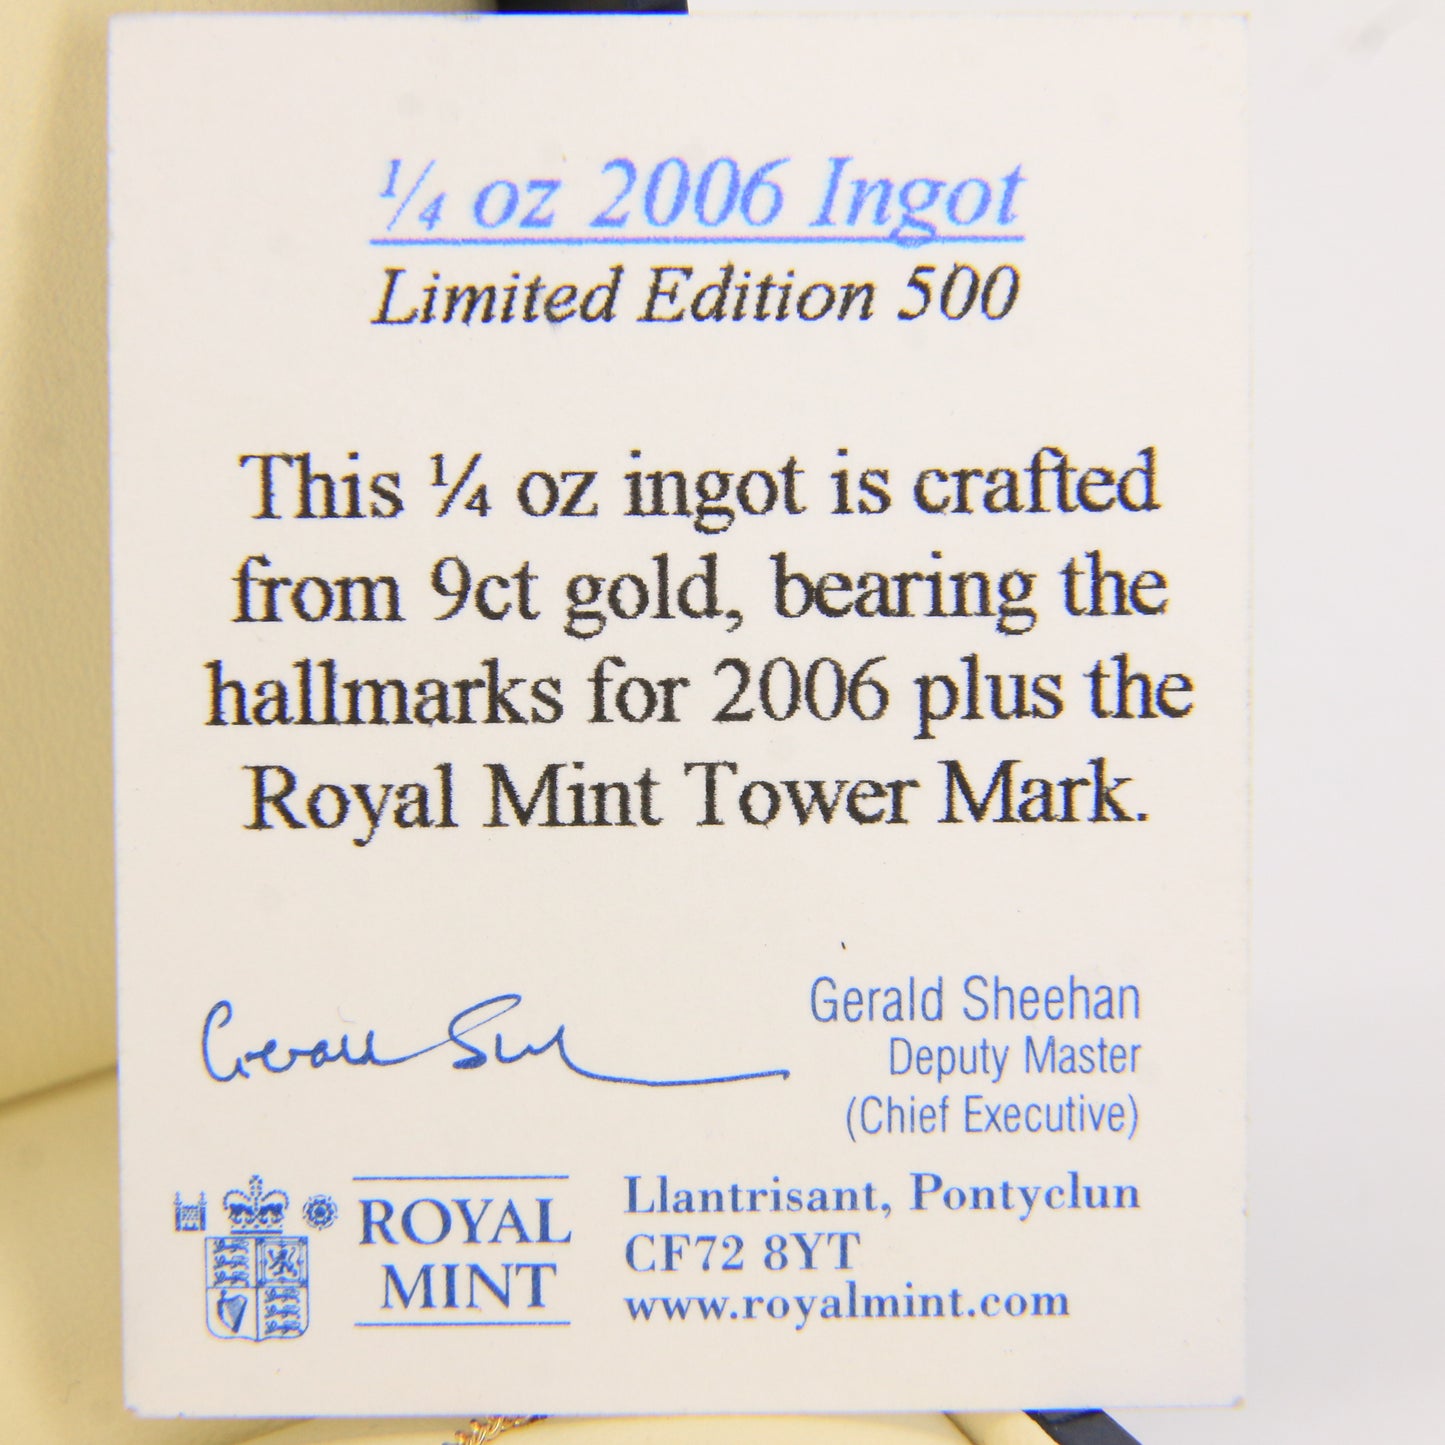 ¼ oz 2006 Ingot
Limited Edition 500
This ¼ oz ingot is crafted
from 9ct gold, bearing the
hallmarks for 2006 plus the
Royal Mint Tower Mark.
Gerald Sheehan
Deputy Master
(Chief Executive)
ROYAL
MINT
Llantrisant, Pontyclun
CF72 8YT
www.royalmint.com